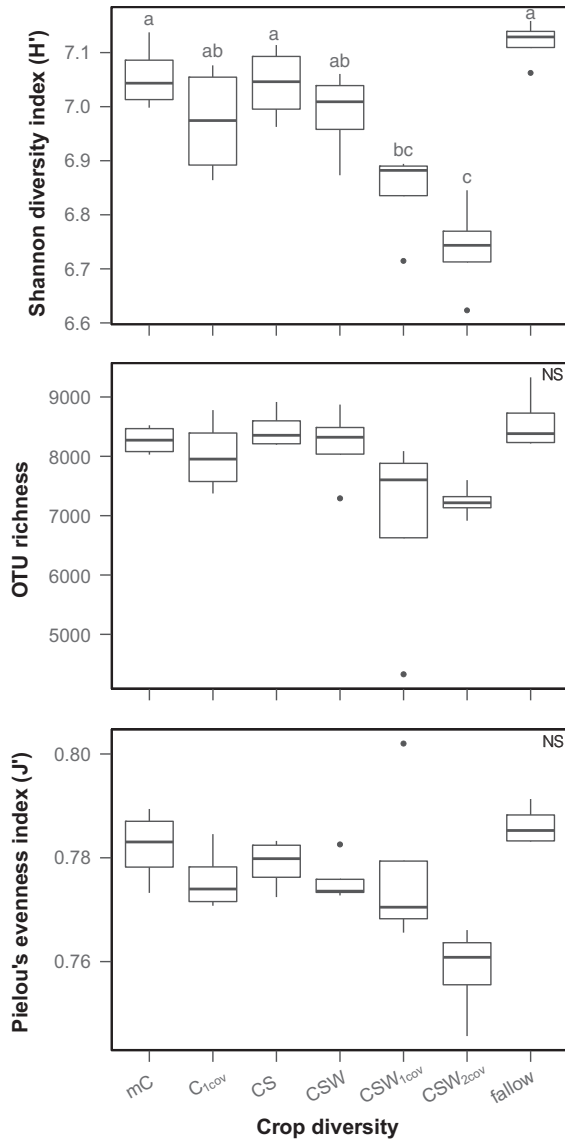 Shannon diversity index (H')
7.1
7.0
6.9
6.8
6.7
6.6
a
ab
a
ab
bc
c
a
OTU richness
9000
8000
7000
6000
5000
NS
Pielou's evenness index (J')
0.80
0.78
0.76
NS
mC
C1cov
CS
CSW
CSW1cov
CSW2cov
fallow
Crop diversity